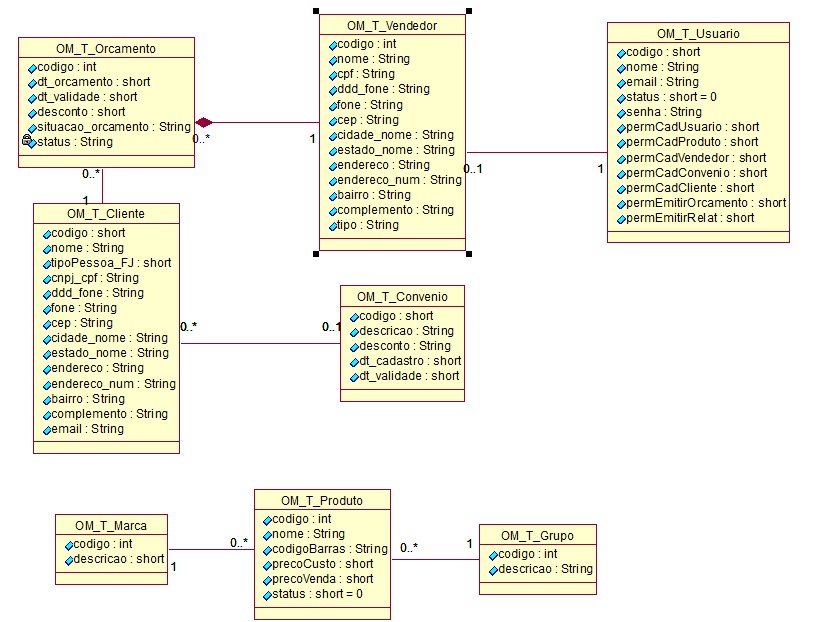 OM_T_Orcamento
codigo : int
dt_orcamento : short
dt_validade : short
desconto : short
situacao_orcamento : String
status : String
0..*
1
OM_T_Vendedor
codigo : int
nome : String
cpf : String
ddd_fone : String
fone : String
cep : String
cidade_nome : String
estado_nome : String
endereco : String
endereco_num : String
bairro : String
complemento : String
tipo : String
0..1
1
OM_T_Usuario
codigo : short
nome : String
email : String
status : short = 0
senha : String
permCadUsuario : short
permCadProduto : short
permCadVendedor : short
permCadConvenio : short
permCadCliente : short
permEmitirOrcamento : short
permEmitirRelat : short
0..*
1
OM_T_Cliente
codigo : short
nome : String
tipoPessoa_FJ : short
cnpj_cpf : String
ddd_fone : String
fone : String
cep : String
cidade_nome : String
estado_nome : String
endereco : String
endereco_num : String
bairro : String
complemento : String
email : String
0..*
0..1
OM_T_Convenio
codigo : short
descricao : String
desconto : String
dt_cadastro : short
dt_validade : short
OM_T_Marca
codigo : int
descricao : short
1
0..*
OM_T_Produto
codigo : int
nome : String
codigoBarras : String
precoCusto : short
precoVenda : short
status : short = 0
0..*
1
OM_T_Grupo
codigo : int
descricao : String